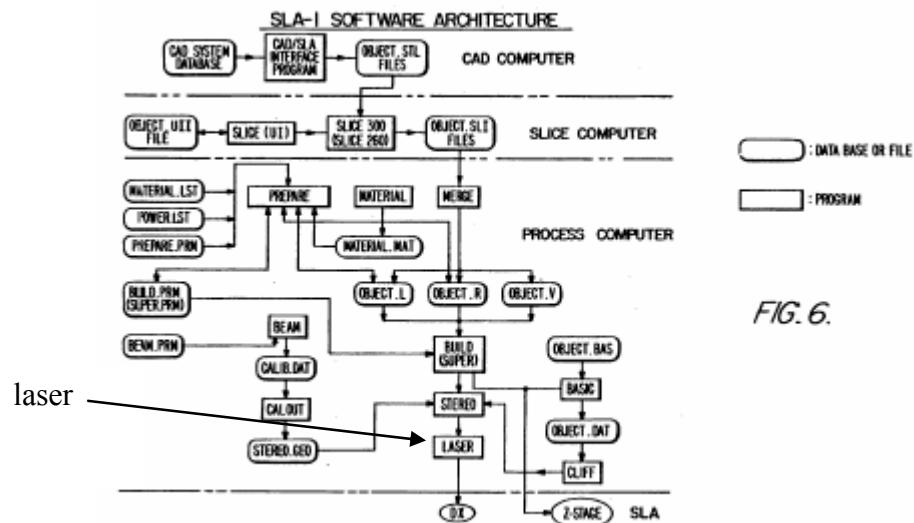 SLA-1 SOFTWARE ARCHITECTURE
CAD SYSTEM
DATABASE
CAD/SLA
INTERFACE
PROGRAM
OBJECT.STL
FILES
CAD COMPUTER
OBJECT.UII
FILE
SLICE (UI)
SLICE 300
(SLICE 260)
OBJECT.SLI
FILES
SLICE COMPUTER
: DATA BASE OR FILE
: PROGRAM
MATERIAL.LST
POWER.LST
PREPARE.PRM
PREPARE
MATERIAL
MERGE
MATERIAL.MAT
PROCESS COMPUTER
BUILD.PRM
(SUPER.PRM)
OBJECT.L
OBJECT.R
OBJECT.V
FIG. 6.
BEAM
BEAM.PRM
CALIB.DAT
BUILD
(SUPER)
OBJECT.BAS
BASIC
laser
CALOUT
STEREO
OBJECT.DAT
STEREO.GEO
LASER
CLIFF
DX
Z-STAGE
SLA